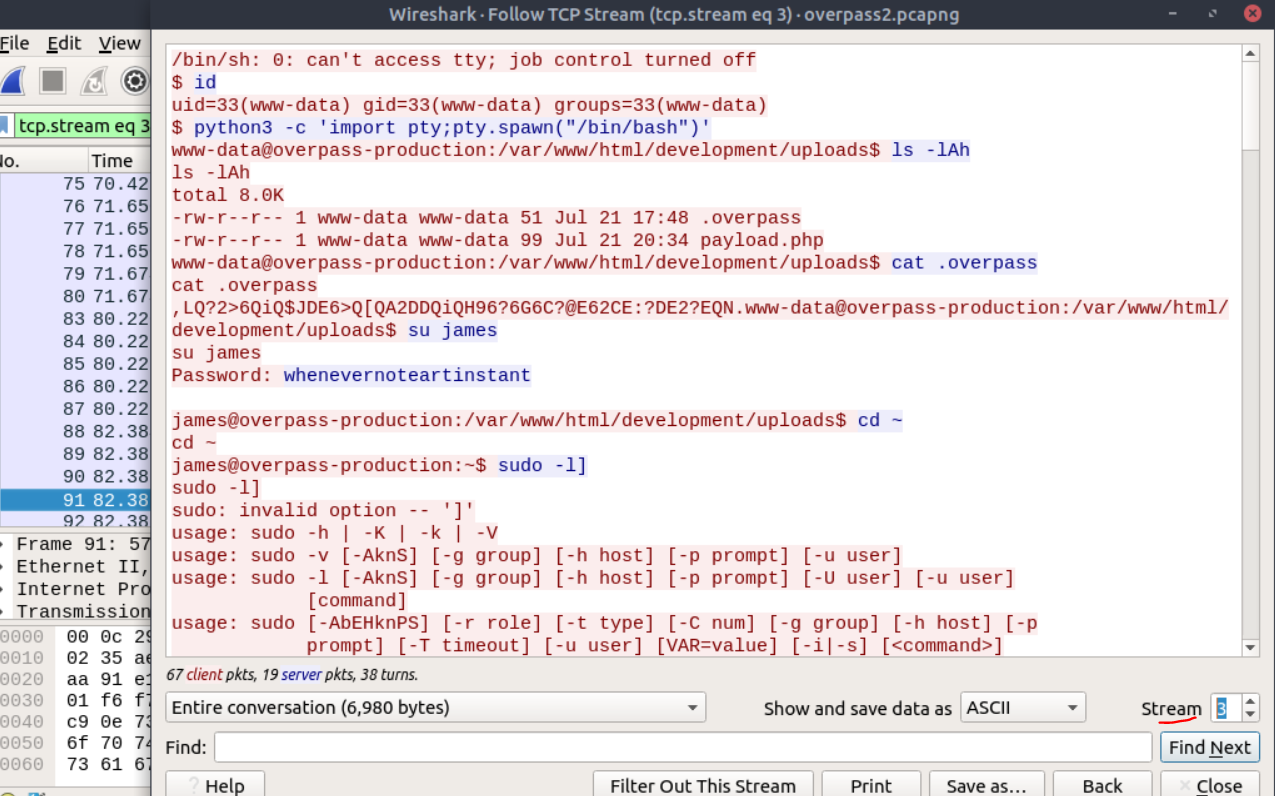 Wireshark · Follow TCP Stream (tcp.stream eq 3) · overpass2.pcapng
File Edit View
tcp.stream eq 3
No. Time
75 70.42
76 71.65
77 71.65
78 71.65
79 71.67
80 71.67
83 80.22
84 80.22
85 80.22
86 80.22
87 80.22
88 82.38
89 82.38
90 82.38
91 82.38
92 82.38
Frame 91: 57
Ethernet II,
Internet Pro
Transmission
0000 00 0c 29
0010 02 35 ae
0020 aa 91 e1
0030 01 f6 f7
0040 c9 0e 73
0050 6f 70 74
0060 73 61 67
/bin/sh: 0: can't access tty; job control turned off
$ id
uid=33(www-data) gid=33(www-data) groups=33(www-data)
$ python3 -c 'import pty;pty.spawn("/bin/bash")'
www-data@overpass-production:/var/www/html/development/uploads$ ls -lAh
ls -lAh
total 8.0K
-rw-r--r-- 1 www-data www-data 51 Jul 21 17:48 .overpass
-rw-r--r-- 1 www-data www-data 99 Jul 21 20:34 payload.php
www-data@overpass-production:/var/www/html/development/uploads$ cat .overpass
cat .overpass
,LQ?2>6QiQ$JDE6>Q[QA2DDQiQH96?6G6C?@E62CE:?DE2?EQN.www-data@overpass-production:/var/www/html/
development/uploads$ su james
su james
Password: whenevernoteartinstant
james@overpass-production:/var/www/html/development/uploads$ cd ~
cd ~
james@overpass-production:~$ sudo -l]
sudo -l]
sudo: invalid option -- ']'
usage: sudo -h | -K | -k | -V
usage: sudo -v [-AknS] [-g group] [-h host] [-p prompt] [-u user]
usage: sudo -l [-AknS] [-g group] [-h host] [-p prompt] [-U user] [-u user]
[command]
usage: sudo [-AbEHknPS] [-r role] [-t type] [-C num] [-g group] [-h host] [-p
prompt] [-T timeout] [-u user] [VAR=value] [-i|-s] [<command>]
67 client pkts, 19 server pkts, 38 turns.
Entire conversation (6,980 bytes) Show and save data as ASCII Stream 3
Find: Find Next
Help Filter Out This Stream Print Save as… Back Close